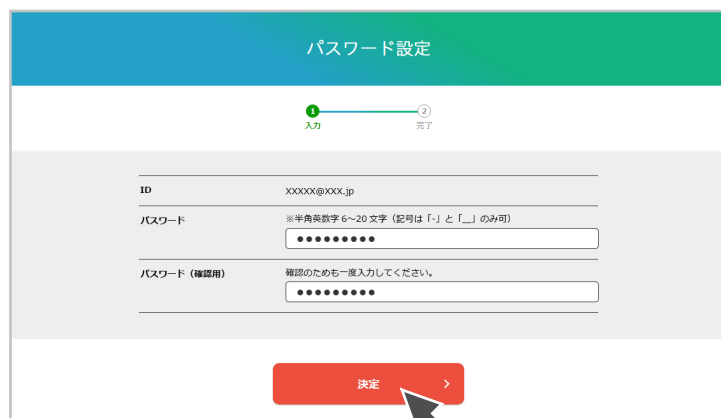 パスワード設定
1 2
入力 完了
ID XXXXX@XXX.jp
パスワード ※半角英数字 6～20 文字（記号は「-」と「__」のみ可）
●●●●●●●●●
パスワード（確認用） 確認のためも一度入力してください。
●●●●●●●●●
決定